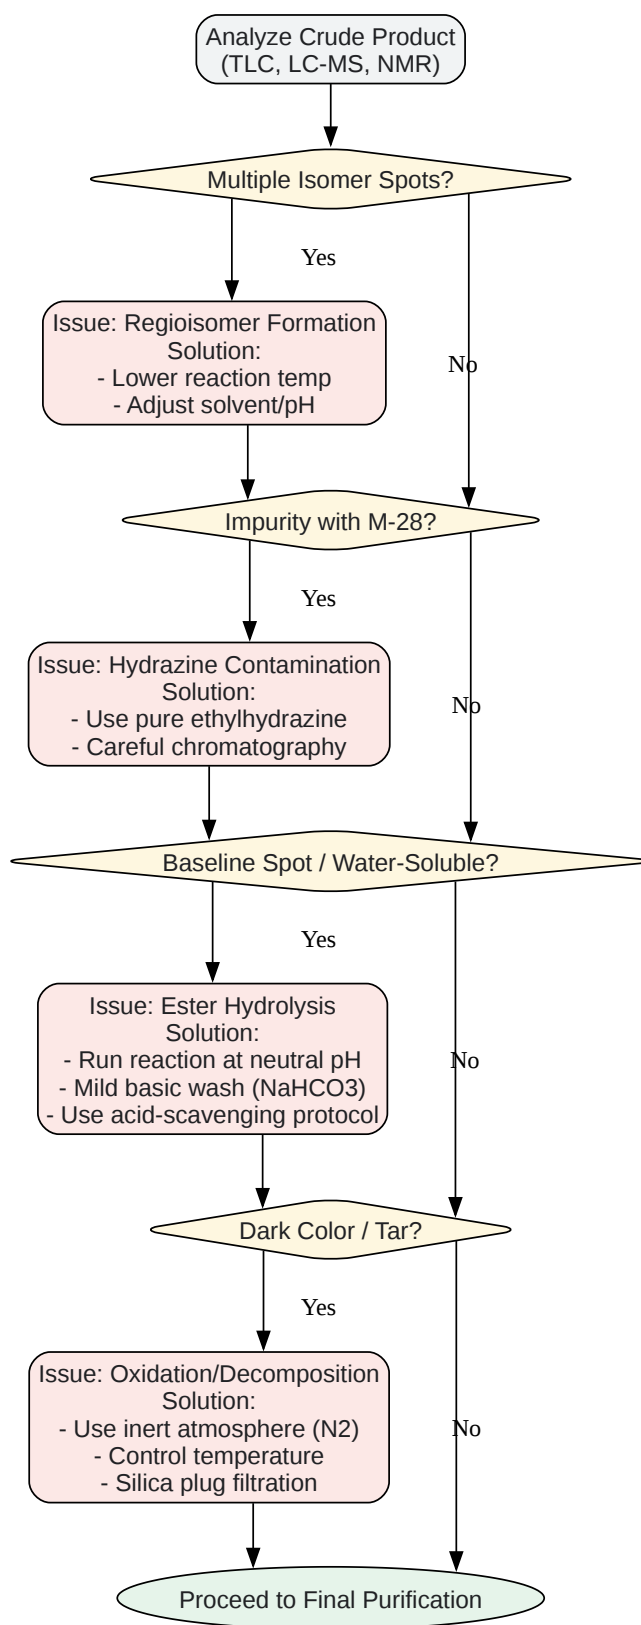 Analyze Crude Product
(TLC, LC-MS, NMR)
Multiple Isomer Spots?
Yes
Issue: Regioisomer Formation
Solution:
- Lower reaction temp
- Adjust solvent/pH
No
Impurity with M-28?
Yes
Issue: Hydrazine Contamination
Solution:
- Use pure ethylhydrazine
- Careful chromatography
No
Baseline Spot / Water-Soluble?
Yes
Issue: Ester Hydrolysis
Solution:
- Run reaction at neutral pH
- Mild basic wash (NaHCO3)
- Use acid-scavenging protocol
No
Dark Color / Tar?
Yes
Issue: Oxidation/Decomposition
Solution:
- Use inert atmosphere (N2)
- Control temperature
- Silica plug filtration
No
Proceed to Final Purification